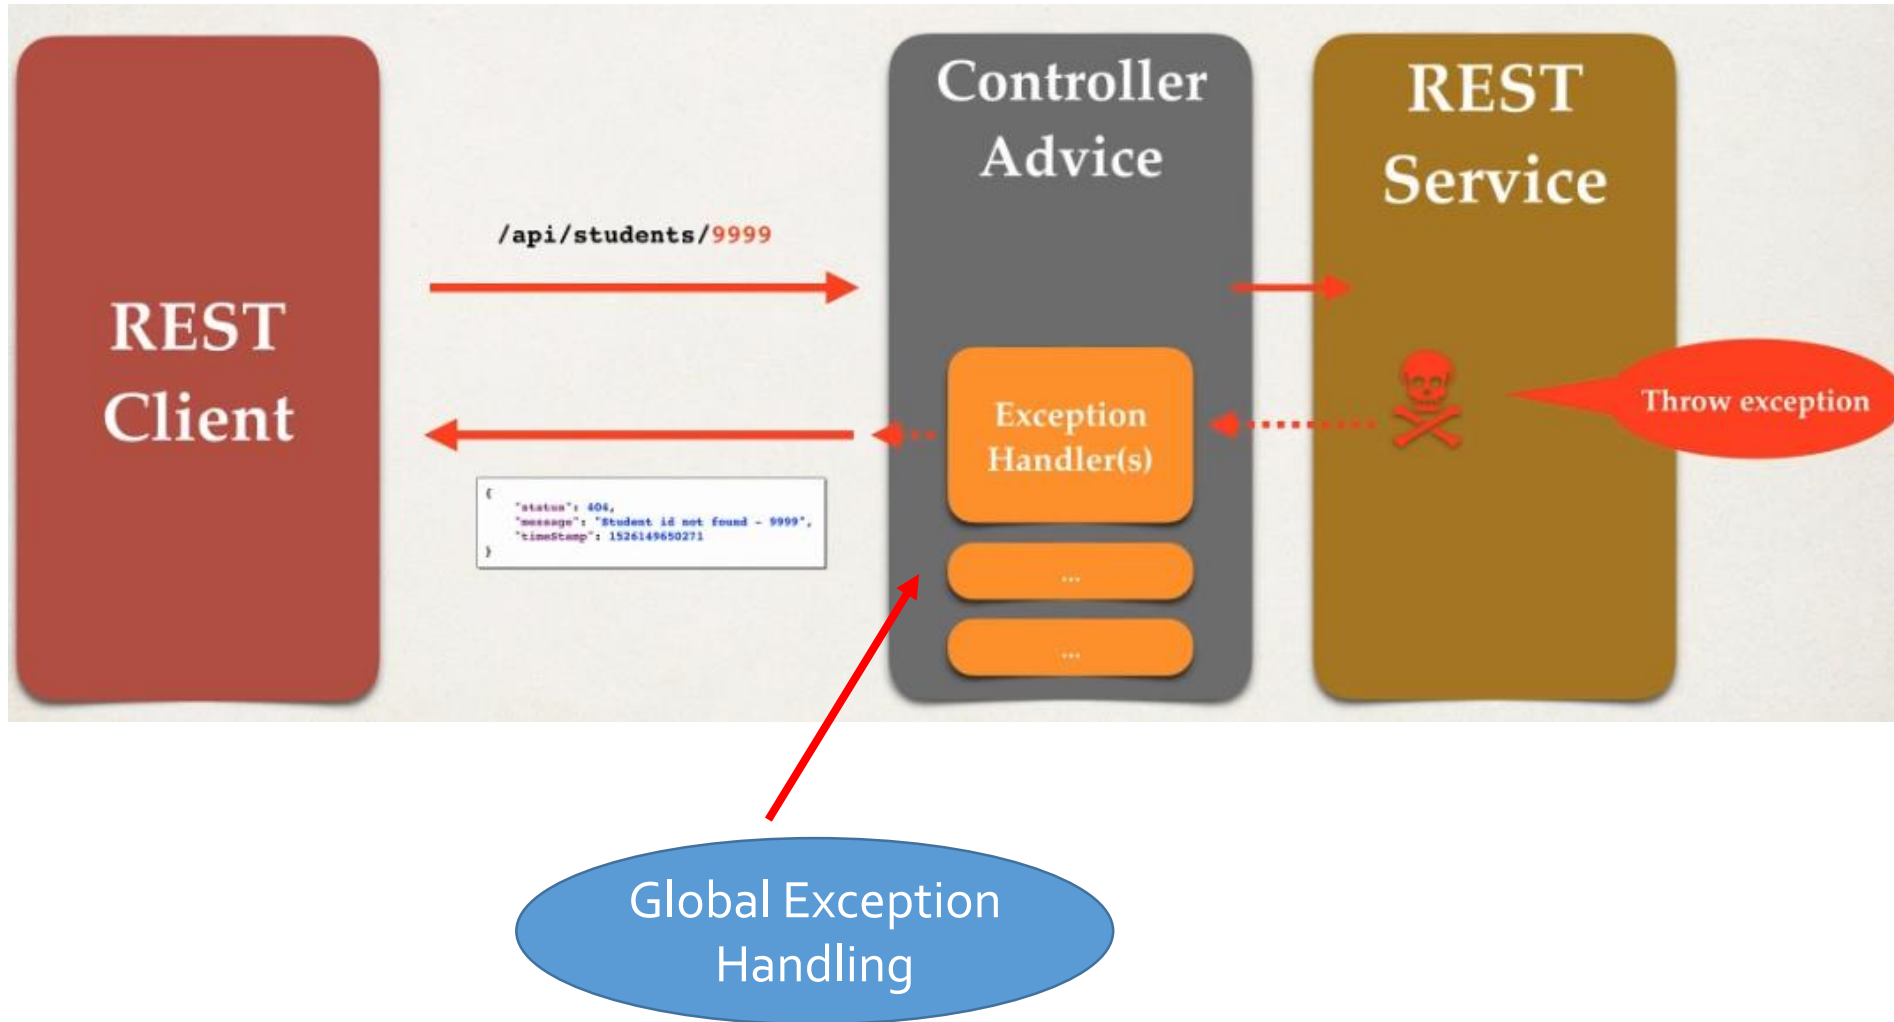 REST
Client
/api/students/9999
{
"status": 404,
"message": "Student id not found - 9999",
"timeStamp": 1526149650271
}
Controller
Advice
Exception
Handler(s)
...
...
REST
Service
Throw exception
Global Exception
Handling